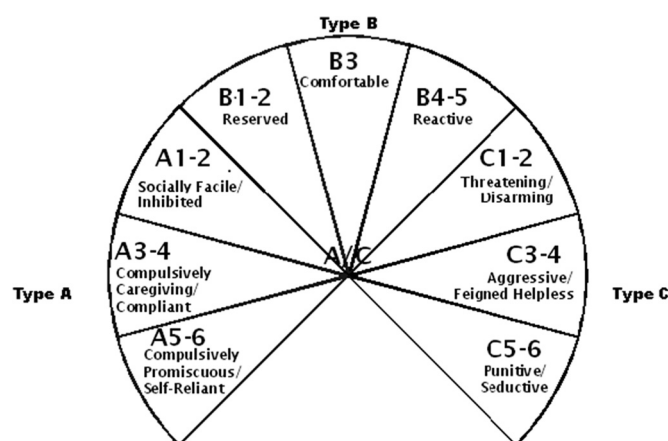 Type B
B3
Comfortable
B1-2
Reserved
B4-5
Reactive
A1-2
Socially Facile/
Inhibited
C1-2
Threatening/
Disarming
A/C
A3-4
Compulsively
Caregiving/
Compliant
C3-4
Aggressive/
Feigned Helpless
Type A
Type C
A5-6
Compulsively
Promiscuous/
Self-Reliant
C5-6
Punitive/
Seductive